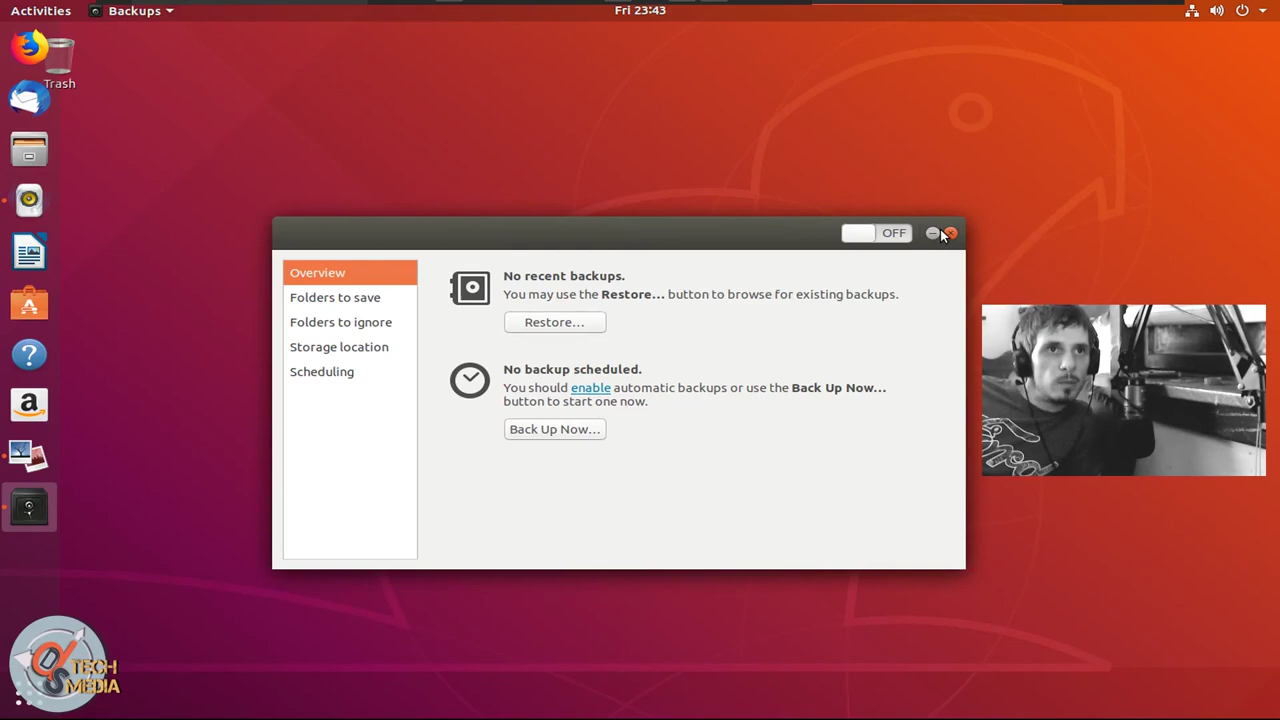 Activities
Backups
Fri 23:43
Trash
OFF
Overview
Folders to save
Folders to ignore
Storage location
Scheduling
No recent backups.
You may use the Restore... button to browse for existing backups.
Restore...
No backup scheduled.
You should enable automatic backups or use the Back Up Now...
button to start one now.
Back Up Now...
?
a
TECH
MEDIA